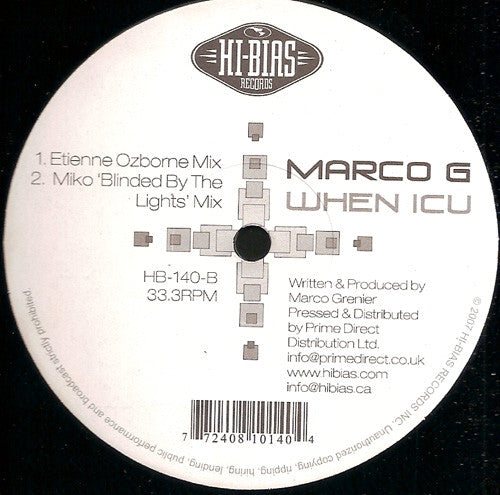 HI-BIAS
RECORDS
1. Etienne Ozborne Mix
2. Miko 'Blinded By The
Lights' Mix
MARCO G
WHEN ICU
HB-140-B
33.3RPM
Written & Produced by
Marco Grenier
Pressed & Distributed
by Prime Direct
Distribution Ltd.
info@primedirect.co.uk
www.hibias.com
info@hibias.ca
7 72408 10140 4
© 2007 HI-BIAS RECORDS INC. Unauthorized copying, ripping, hiring, lending, public performance and broadcast strictly prohibited.